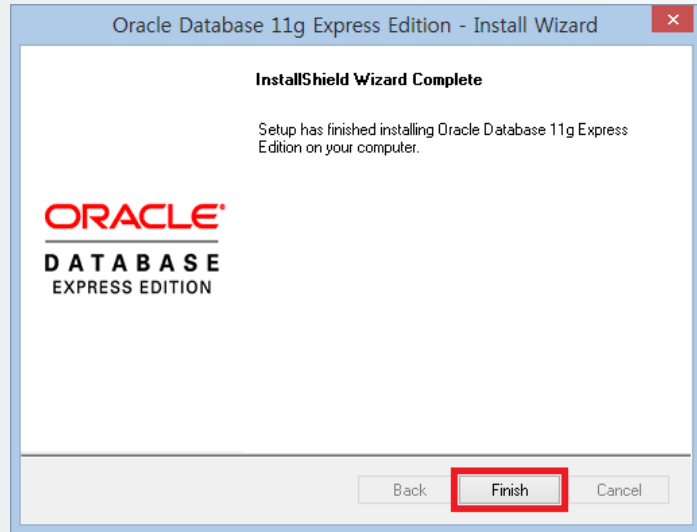 Oracle Database 11g Express Edition - Install Wizard
InstallShield Wizard Complete
Setup has finished installing Oracle Database 11g Express
Edition on your computer.
ORACLE
DATABASE
EXPRESS EDITION
Back
Finish
Cancel